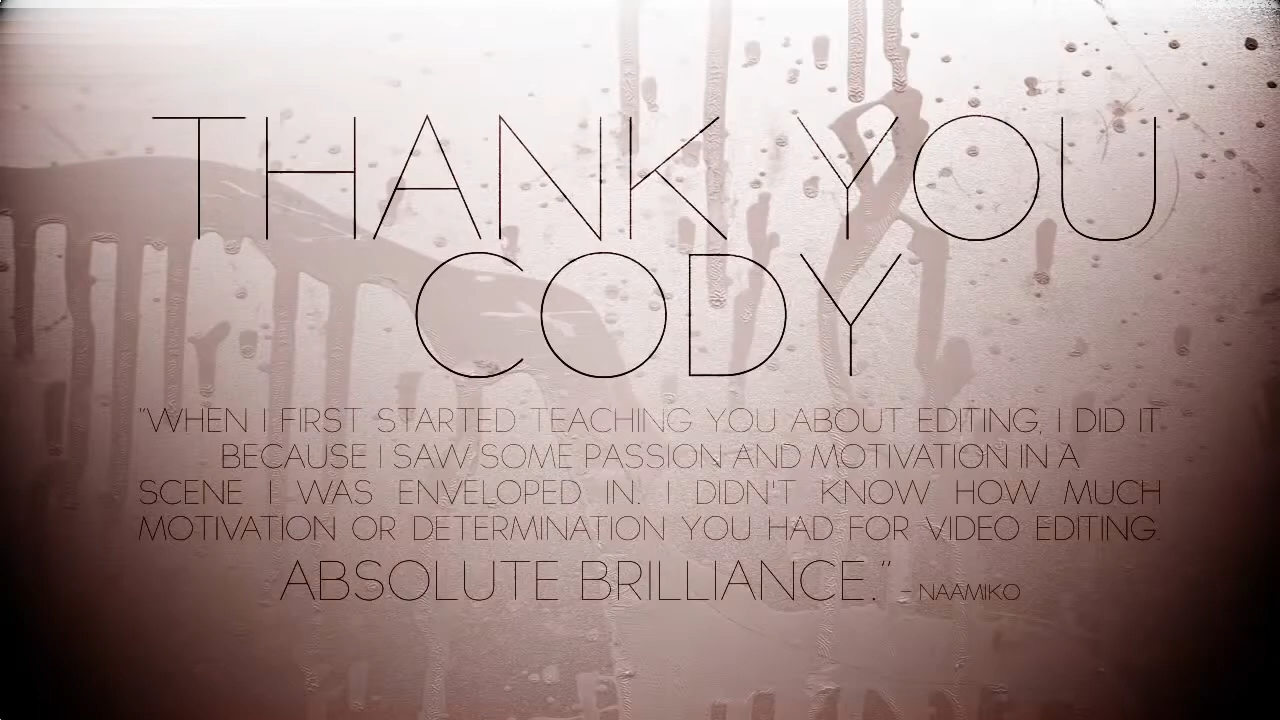 THANK YOU
CODY
"WHEN I FIRST STARTED TEACHING YOU ABOUT EDITING, I DID IT
BECAUSE I SAW SOME PASSION AND MOTIVATION IN A
SCENE I WAS ENVELOPED IN. I DIDN'T KNOW HOW MUCH
MOTIVATION OR DETERMINATION YOU HAD FOR VIDEO EDITING.
ABSOLUTE BRILLIANCE." - NAAMIKO